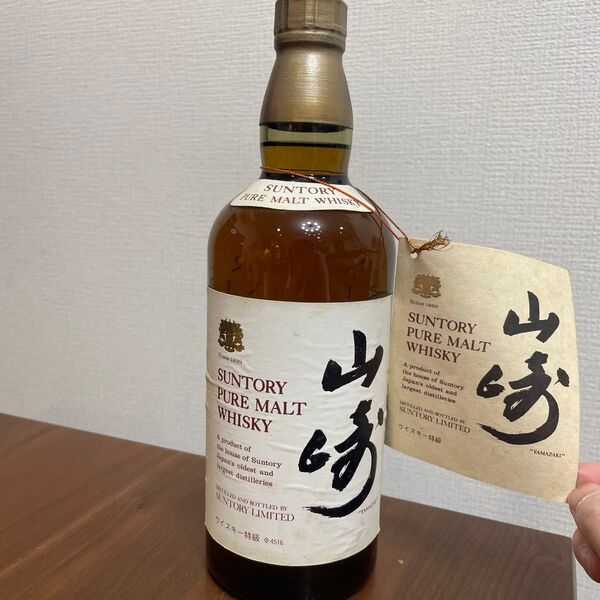 SUNTORY
PURE MALT WHISKY
Since 1899
SUNTORY
PURE MALT
WHISKY
A product of
the house of Suntory
Japan's oldest and
largest distilleries
DISTILLED AND BOTTLED BY
SUNTORY LIMITED
ウイスキー特級 4516
山崎
"YAMAZAKI"
Since 1899
SUNTORY
PURE MALT
WHISKY
A product of
the house of Suntory
Japan's oldest and
largest distilleries
DISTILLED AND BOTTLED BY
SUNTORY LIMITED
ウイスキー特級
山崎
"YAMAZAKI"